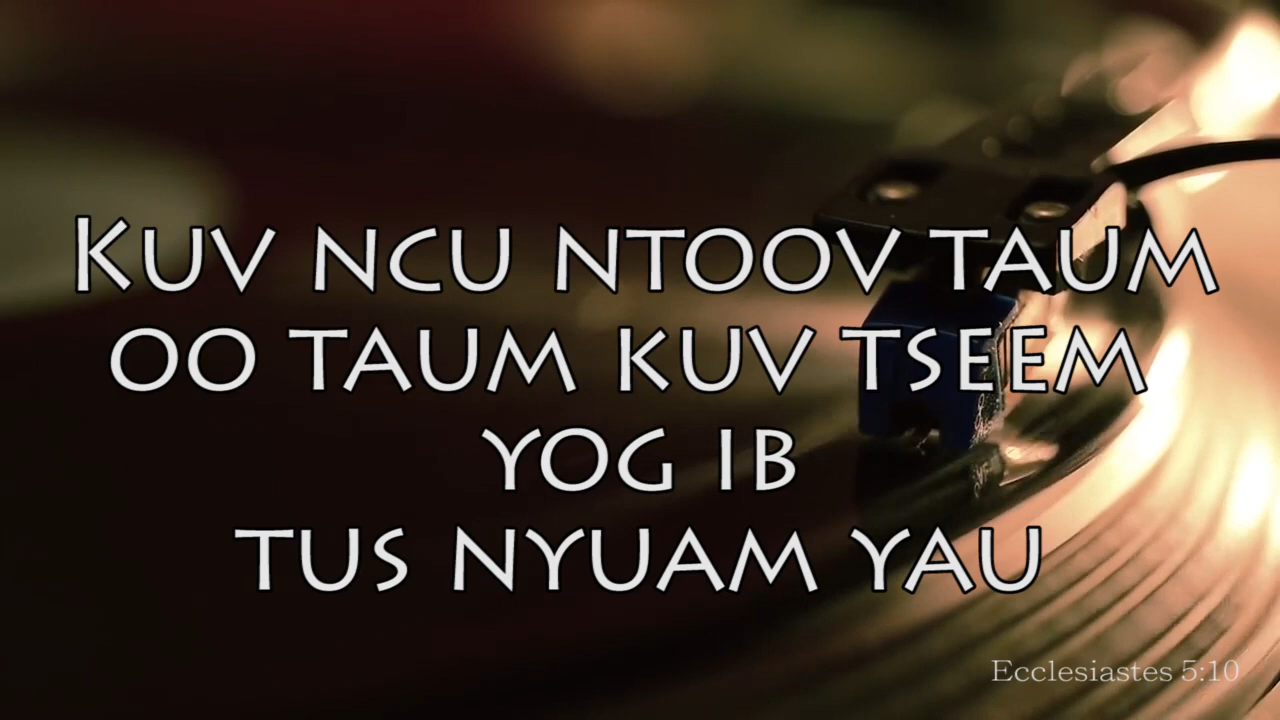 Kuv ncu ntoov taum
oo taum kuv tseem
yog ib
tus nyuam yau
Ecclesiastes 5:10